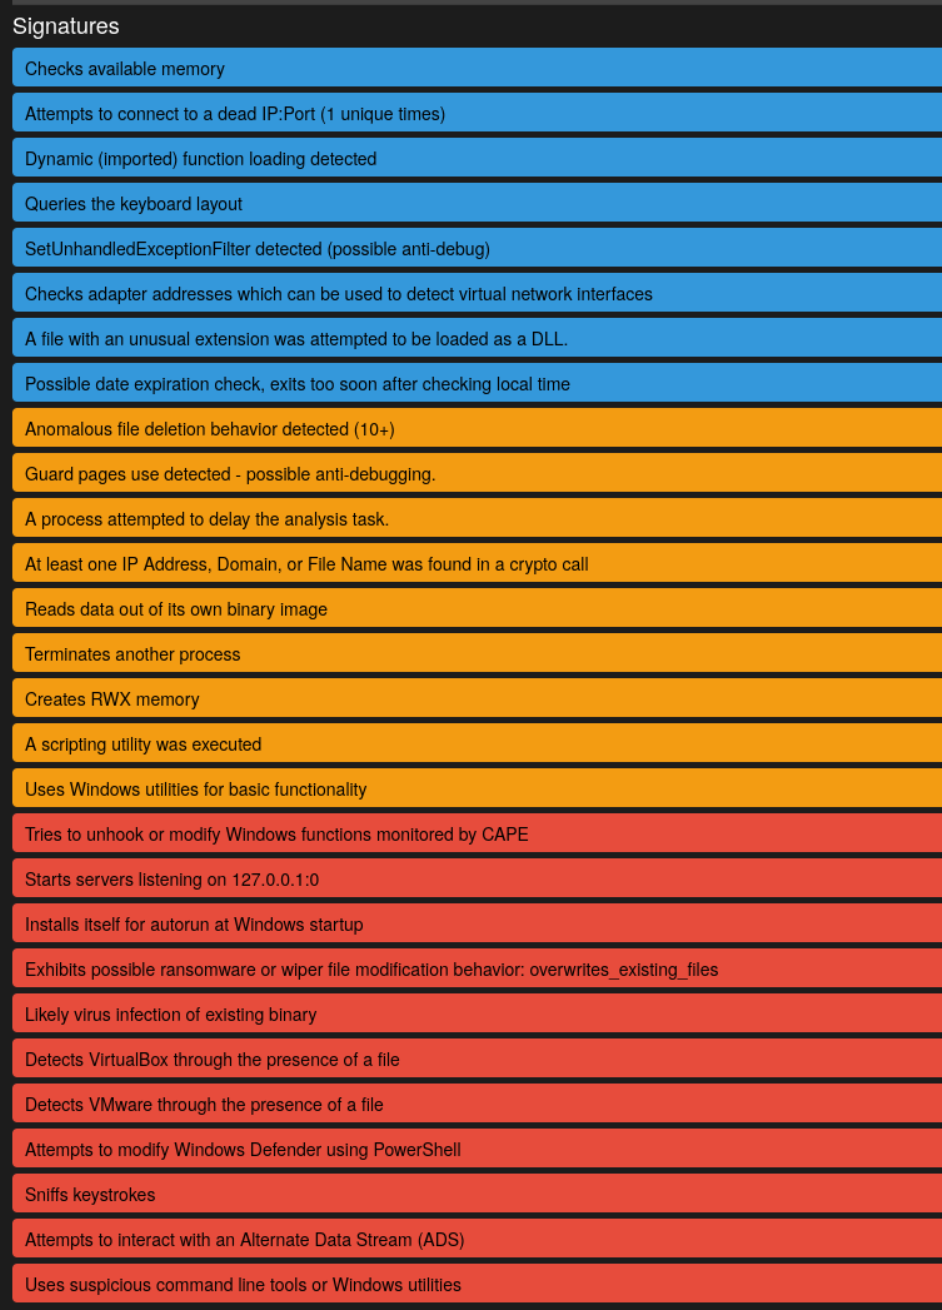 Signatures
Checks available memory
Attempts to connect to a dead IP:Port (1 unique times)
Dynamic (imported) function loading detected
Queries the keyboard layout
SetUnhandledExceptionFilter detected (possible anti-debug)
Checks adapter addresses which can be used to detect virtual network interfaces
A file with an unusual extension was attempted to be loaded as a DLL.
Possible date expiration check, exits too soon after checking local time
Anomalous file deletion behavior detected (10+)
Guard pages use detected - possible anti-debugging.
A process attempted to delay the analysis task.
At least one IP Address, Domain, or File Name was found in a crypto call
Reads data out of its own binary image
Terminates another process
Creates RWX memory
A scripting utility was executed
Uses Windows utilities for basic functionality
Tries to unhook or modify Windows functions monitored by CAPE
Starts servers listening on 127.0.0.1:0
Installs itself for autorun at Windows startup
Exhibits possible ransomware or wiper file modification behavior: overwrites_existing_files
Likely virus infection of existing binary
Detects VirtualBox through the presence of a file
Detects VMware through the presence of a file
Attempts to modify Windows Defender using PowerShell
Sniffs keystrokes
Attempts to interact with an Alternate Data Stream (ADS)
Uses suspicious command line tools or Windows utilities